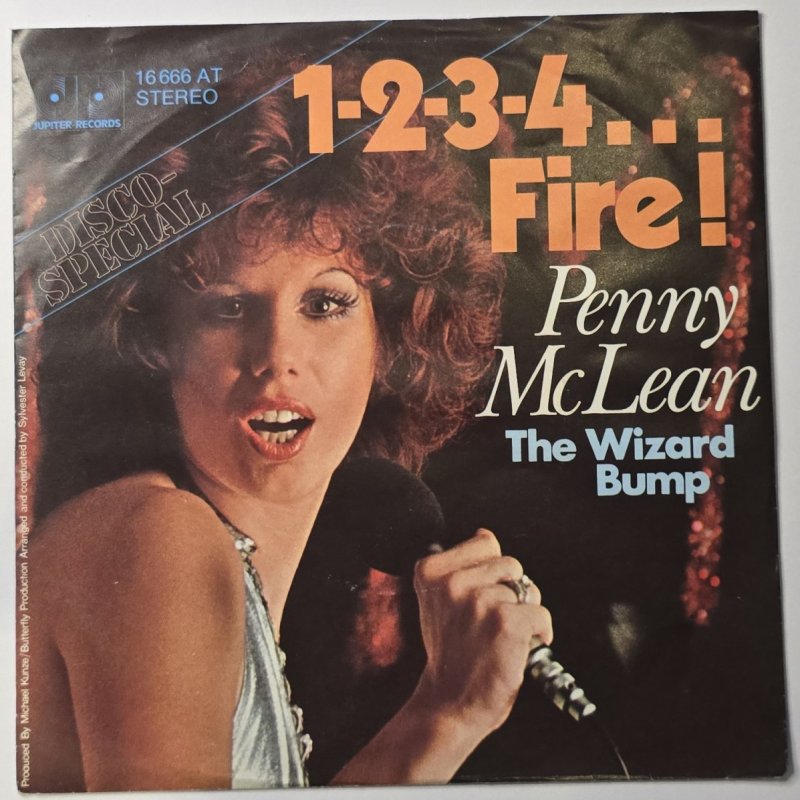 JUPITER RECORDS
16 666 AT
STEREO
DISCO-
SPECIAL
1-2-3-4...
Fire!
Penny
McLean
The Wizard
Bump
Produced By Michael Kunze/Butterfly Production Arranged and conducted by Sylvester Levay